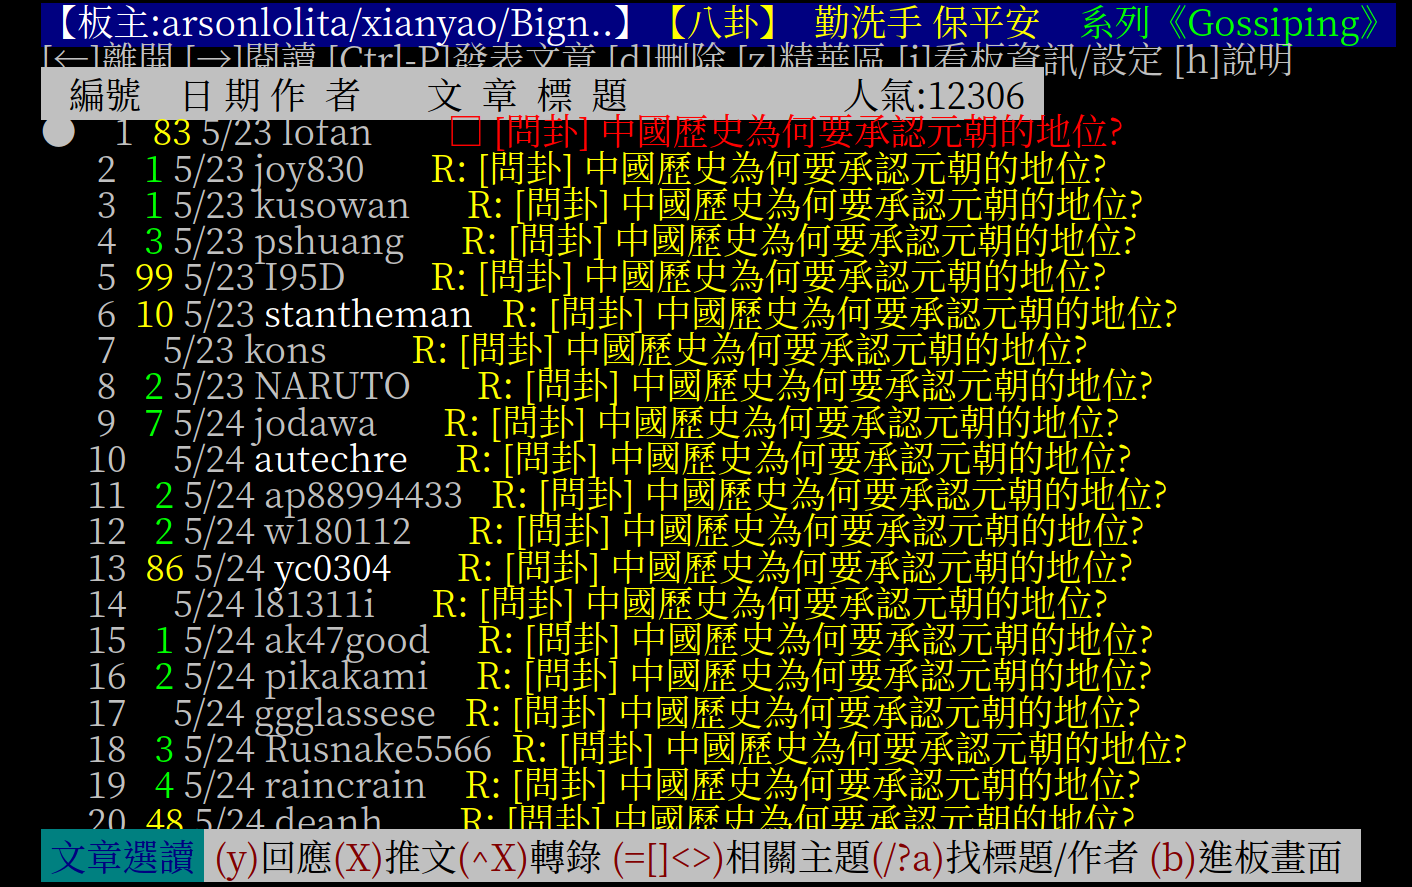 【板主:arsonlolita/xianyao/Bign..】【八卦】 勤洗手 保平安 系列《Gossiping》
[←]離開 [→]閱讀 [Ctrl-P]發表文章 [d]刪除 [z]精華區 [i]看板資訊/設定 [h]說明
編號 日 期 作 者 文 章 標 題 人氣:12306
● 1 83 5/23 lofan □ [問卦] 中國歷史為何要承認元朝的地位?
2 1 5/23 joy830 R: [問卦] 中國歷史為何要承認元朝的地位?
3 1 5/23 kusowan R: [問卦] 中國歷史為何要承認元朝的地位?
4 3 5/23 pshuang R: [問卦] 中國歷史為何要承認元朝的地位?
5 99 5/23 I95D R: [問卦] 中國歷史為何要承認元朝的地位?
6 10 5/23 stantheman R: [問卦] 中國歷史為何要承認元朝的地位?
7 5/23 kons R: [問卦] 中國歷史為何要承認元朝的地位?
8 2 5/23 NARUTO R: [問卦] 中國歷史為何要承認元朝的地位?
9 7 5/24 jodawa R: [問卦] 中國歷史為何要承認元朝的地位?
10 5/24 autechre R: [問卦] 中國歷史為何要承認元朝的地位?
11 2 5/24 ap88994433 R: [問卦] 中國歷史為何要承認元朝的地位?
12 2 5/24 w180112 R: [問卦] 中國歷史為何要承認元朝的地位?
13 86 5/24 yc0304 R: [問卦] 中國歷史為何要承認元朝的地位?
14 5/24 l81311i R: [問卦] 中國歷史為何要承認元朝的地位?
15 1 5/24 ak47good R: [問卦] 中國歷史為何要承認元朝的地位?
16 2 5/24 pikakami R: [問卦] 中國歷史為何要承認元朝的地位?
17 5/24 ggglassese R: [問卦] 中國歷史為何要承認元朝的地位?
18 3 5/24 Rusnake5566 R: [問卦] 中國歷史為何要承認元朝的地位?
19 4 5/24 raincrain R: [問卦] 中國歷史為何要承認元朝的地位?
20 48 5/24 deanh R: [問卦] 中國歷史為何要承認元朝的地位?
文章選讀 (y)回應(X)推文(^X)轉錄 (=[]<>)相關主題(/?a)找標題/作者 (b)進板畫面